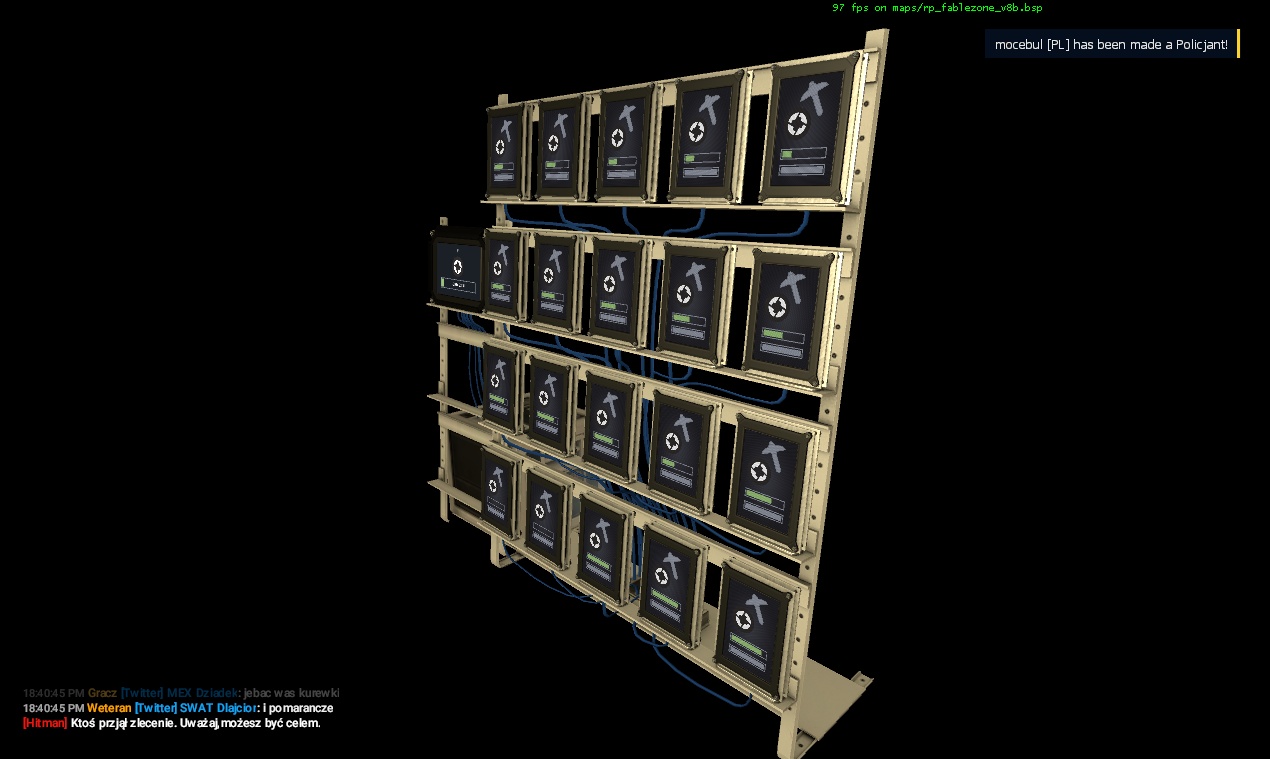 97 fps on maps/rp_fablezone_v8b.bsp
mocebul [PL] has been made a Policjant!
18:40:45 PM Gracz [Twitter] MEX Dziadek: jebac was kurewki
18:40:45 PM Weteran [Twitter] SWAT Dlajcior: i pomarancze
[Hitman] Ktoś przjął zlecenie. Uważaj,możesz być celem.